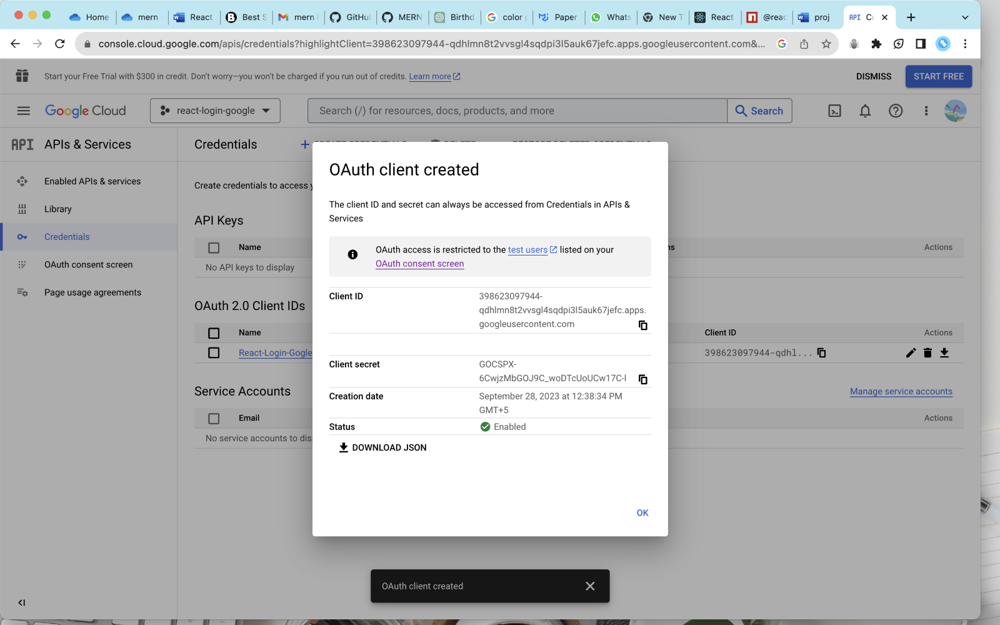 Home
mern
React
Best S
mern
GitHu
MERN
Birthd
color
Paper
Whats
New T
React
@reac
proj
API
console.cloud.google.com/apis/credentials?highlightClient=398623097944-qdhlmn8t2vvsgl4sqdpi3l5auk67jefc.apps.googleusercontent.com&...
Start your Free Trial with $300 in credit. Don't worry—you won't be charged if you run out of credits. Learn more
DISMISS
START FREE
Google Cloud
react-login-google
Search (/) for resources, docs, products, and more
Search
API
APIs & Services
Credentials
Enabled APIs & services
Library
Credentials
OAuth consent screen
Page usage agreements
Create credentials to access
API Keys
Name
Actions
No API keys to display
OAuth 2.0 Client IDs
Name
Client ID
Actions
React-Login-Gogle
398623097944-qdhl...
Service Accounts
Manage service accounts
Email
Actions
No service accounts to dis
OAuth client created
The client ID and secret can always be accessed from Credentials in APIs &
Services
OAuth access is restricted to the test users listed on your
OAuth consent screen
Client ID
398623097944-
qdhlmn8t2vvsgl4sqdpi3l5auk67jefc.apps.
googleusercontent.com
Client secret
GOCSPX-
6CwjzMbGOJ9C_woDTcUoUCw17C-l
Creation date
September 28, 2023 at 12:38:34 PM
GMT+5
Status
Enabled
DOWNLOAD JSON
OK
OAuth client created